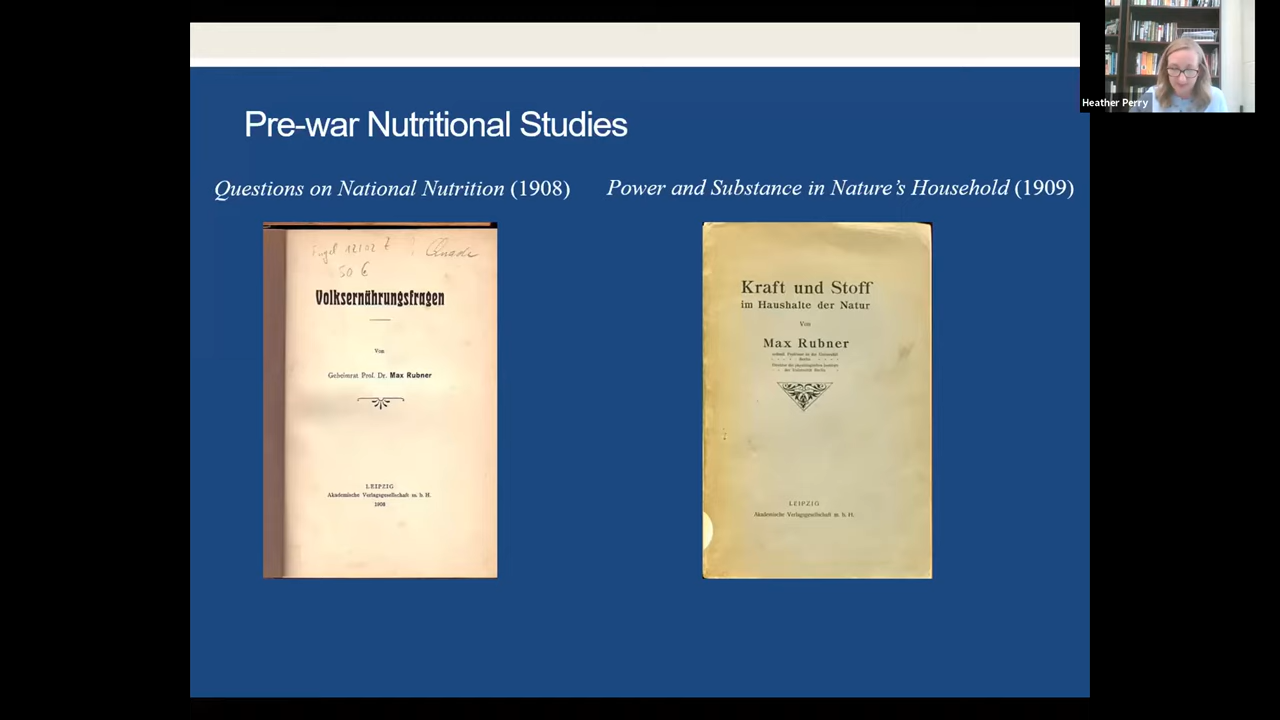 Pre-war Nutritional Studies
Questions on National Nutrition (1908)
Power and Substance in Nature's Household (1909)
50 €
Volksernährungsfragen
Von
Geheimrat Prof. Dr. Max Rubner
LEIPZIG
Akademische Verlagsgesellschaft m. b. H.
1908
Kraft und Stoff
im Haushalte der Natur
Von
Max Rubner
LEIPZIG
Akademische Verlagsgesellschaft m. b. H.
Heather Perry